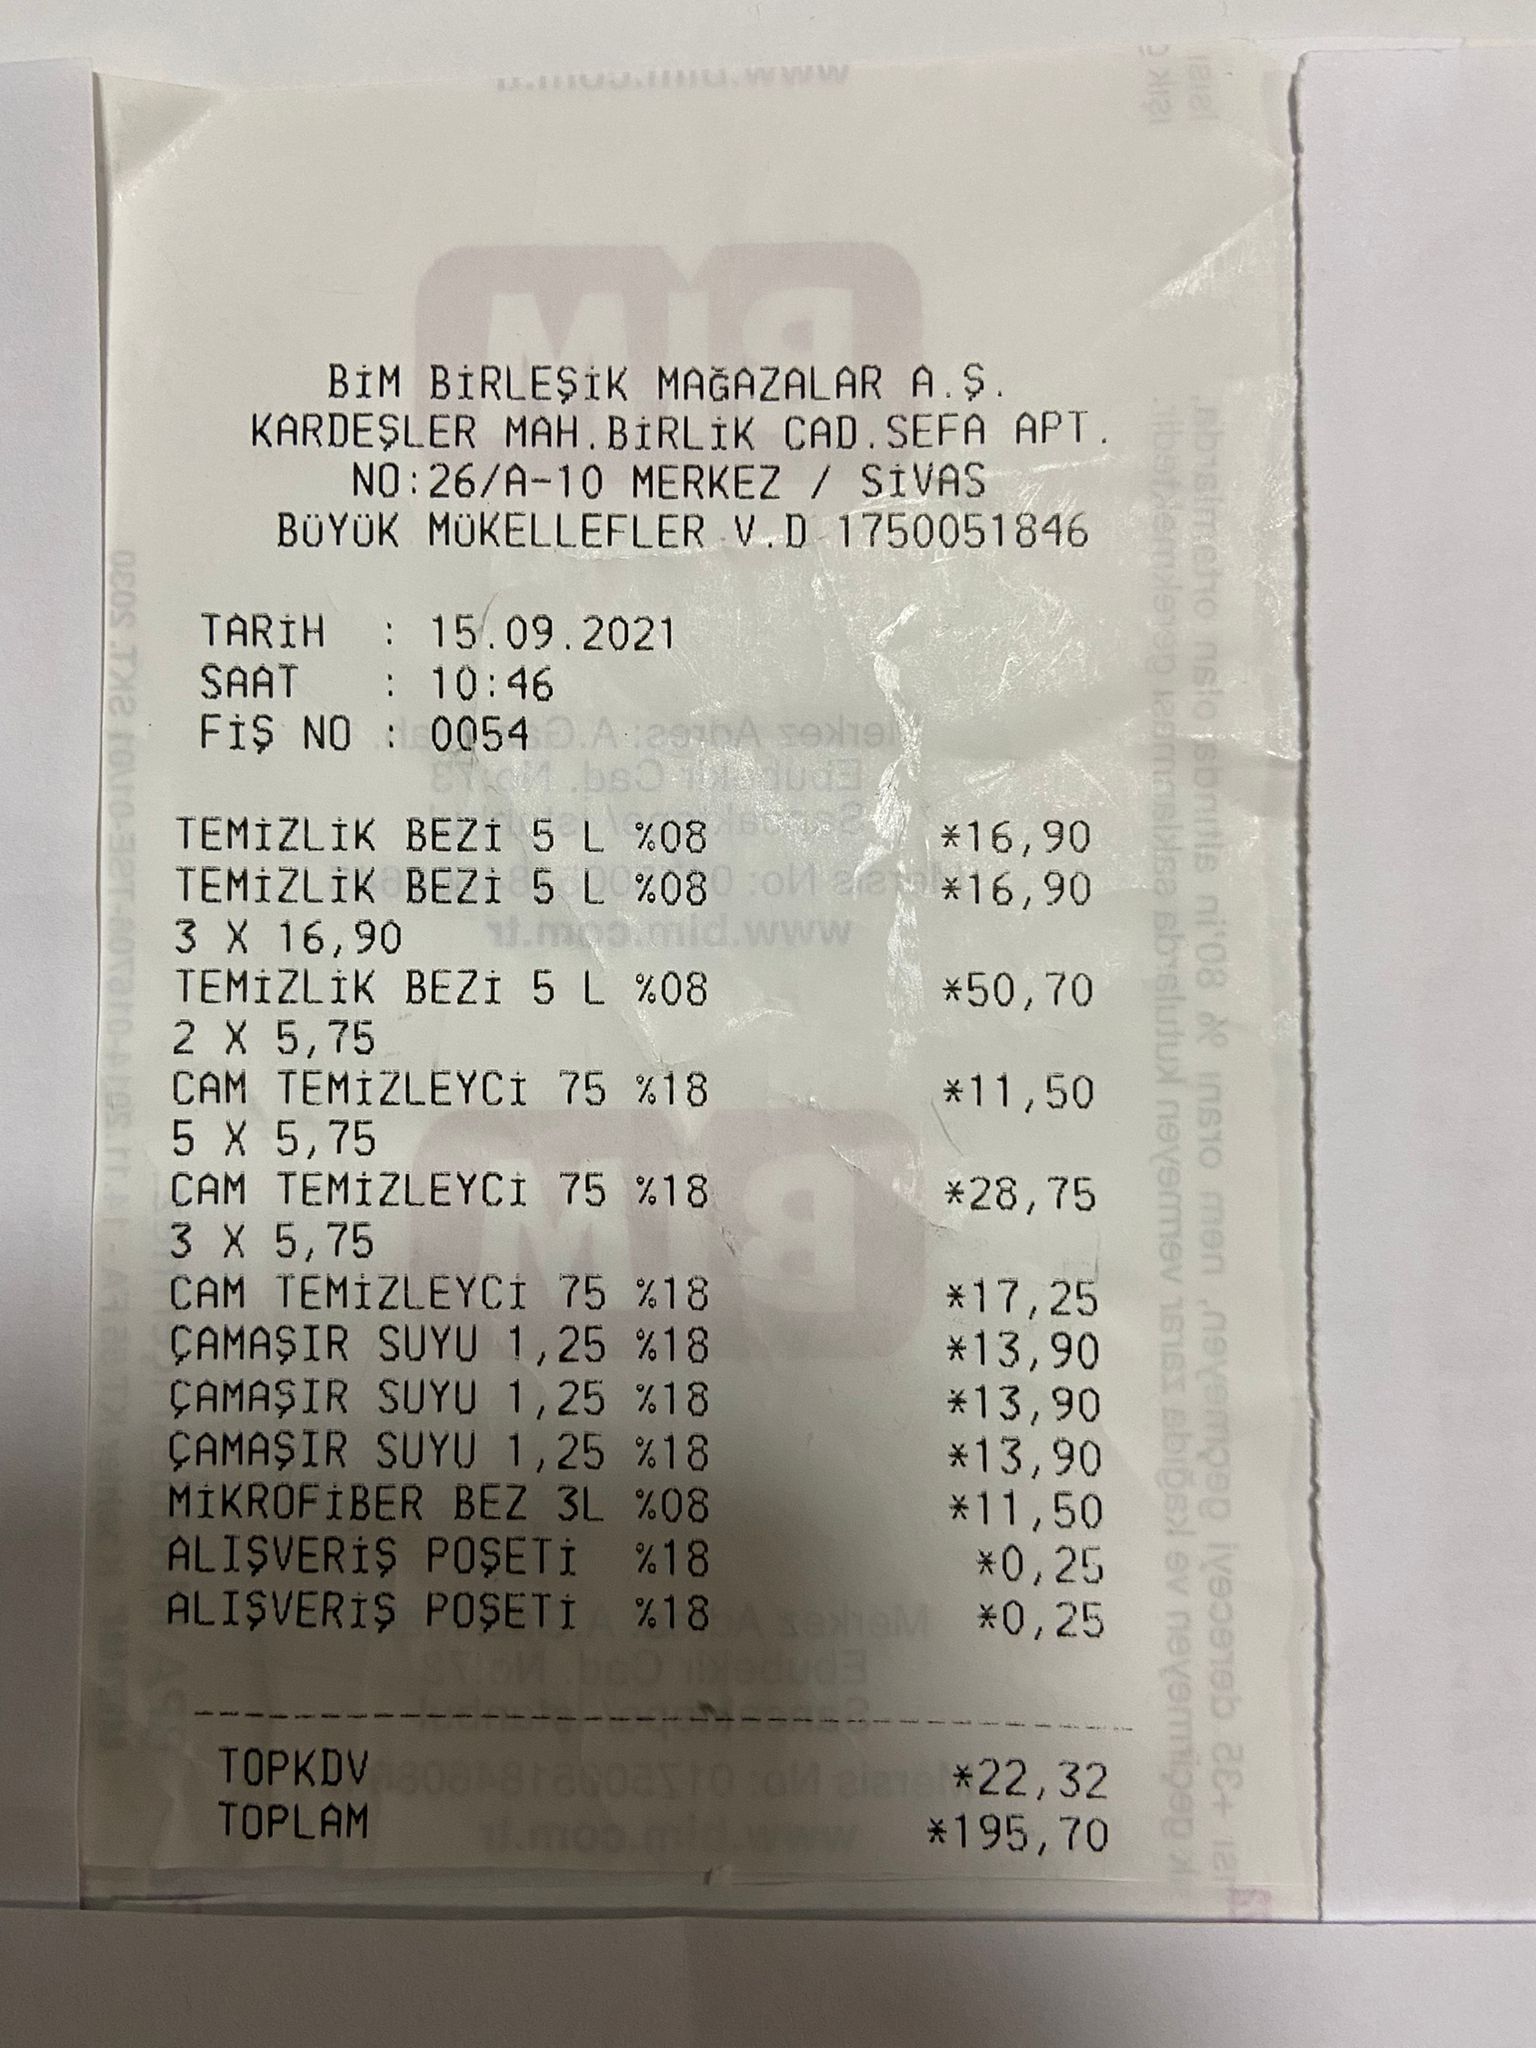 BİM BİRLEŞİK MAĞAZALAR A.Ş.
KARDEŞLER MAH.BİRLİK CAD.SEFA APT.
NO:26/A-10 MERKEZ / SİVAS
BÜYÜK MÜKELLEFLER V.D 1750051846
TARİH : 15.09.2021
SAAT : 10:46
FİŞ NO : 0054
TEMİZLİK BEZİ 5 L %08 *16,90
TEMİZLİK BEZİ 5 L %08 *16,90
3 X 16,90
TEMİZLİK BEZİ 5 L %08 *50,70
2 X 5,75
CAM TEMİZLEYCİ 75 %18 *11,50
5 X 5,75
CAM TEMİZLEYCİ 75 %18 *28,75
3 X 5,75
CAM TEMİZLEYCİ 75 %18 *17,25
ÇAMAŞIR SUYU 1,25 %18 *13,90
ÇAMAŞIR SUYU 1,25 %18 *13,90
ÇAMAŞIR SUYU 1,25 %18 *13,90
MİKROFİBER BEZ 3L %08 *11,50
ALIŞVERİŞ POŞETİ %18 *0,25
ALIŞVERİŞ POŞETİ %18 *0,25
TOPKDV *22,32
TOPLAM *195,70